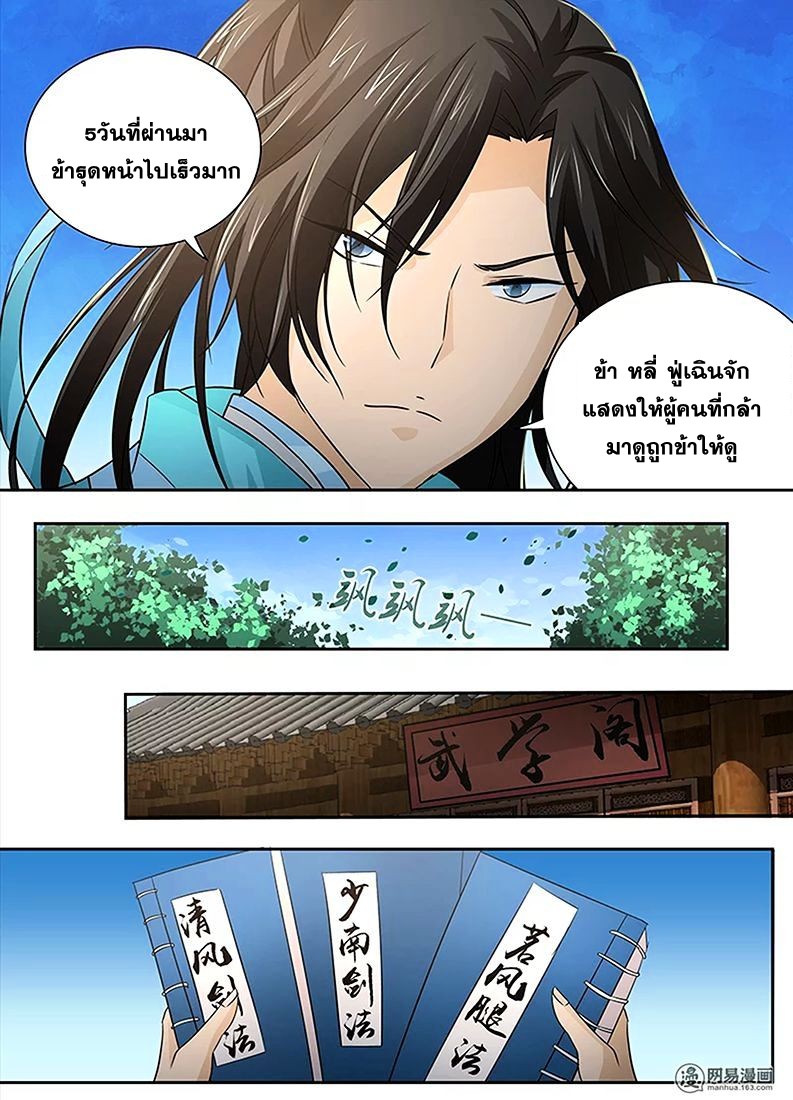 5วันที่ผ่านมา
ข้ารุดหน้าไปเร็วมาก
ข้า หลี่ ฟู่เฉินจัก
แสดงให้ผู้คนที่กล้า
มาดูถูกข้าให้ดู
飒飒飒—
武学阁
清风剑法
少南剑法
若风腿法
网易漫画
manhua.163.com